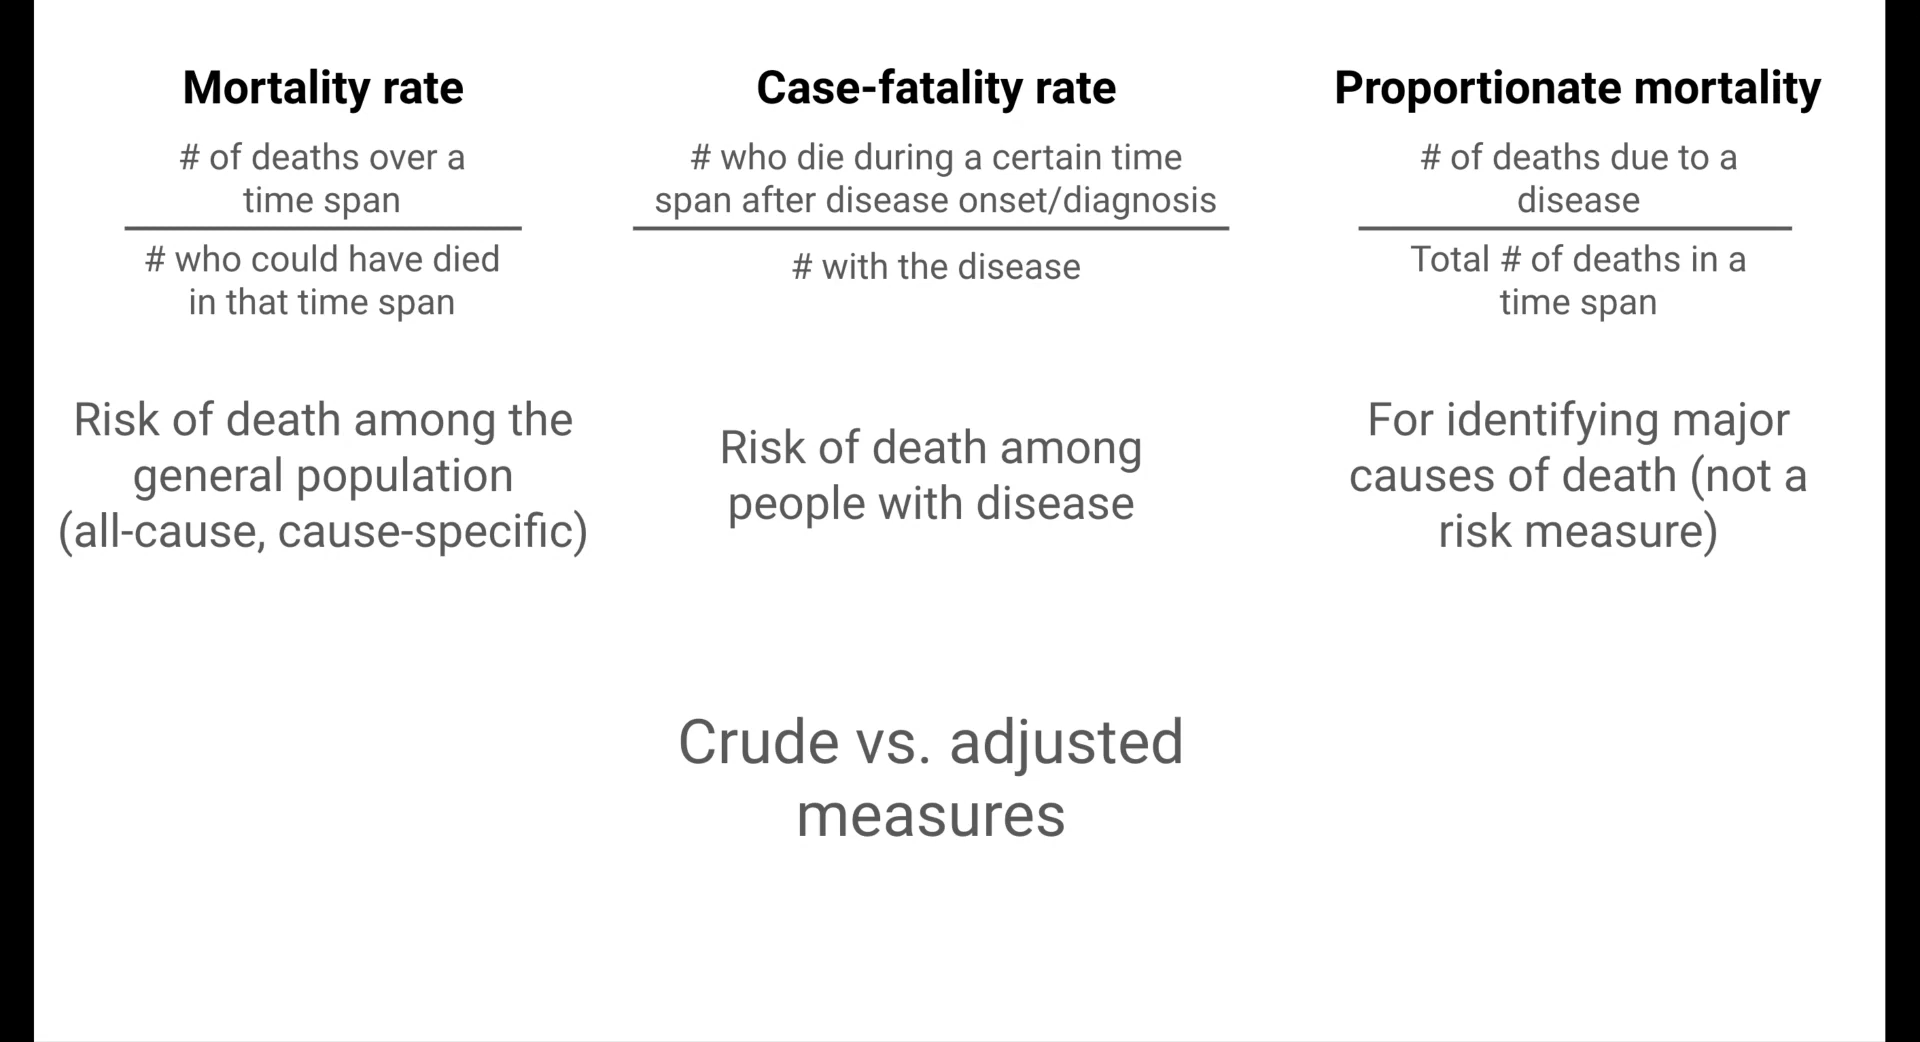 Mortality rate
# of deaths over a
time span
# who could have died
in that time span
Risk of death among the
general population
(all-cause, cause-specific)
Case-fatality rate
# who die during a certain time
span after disease onset/diagnosis
# with the disease
Risk of death among
people with disease
Proportionate mortality
# of deaths due to a
disease
Total # of deaths in a
time span
For identifying major
causes of death (not a
risk measure)
Crude vs. adjusted
measures